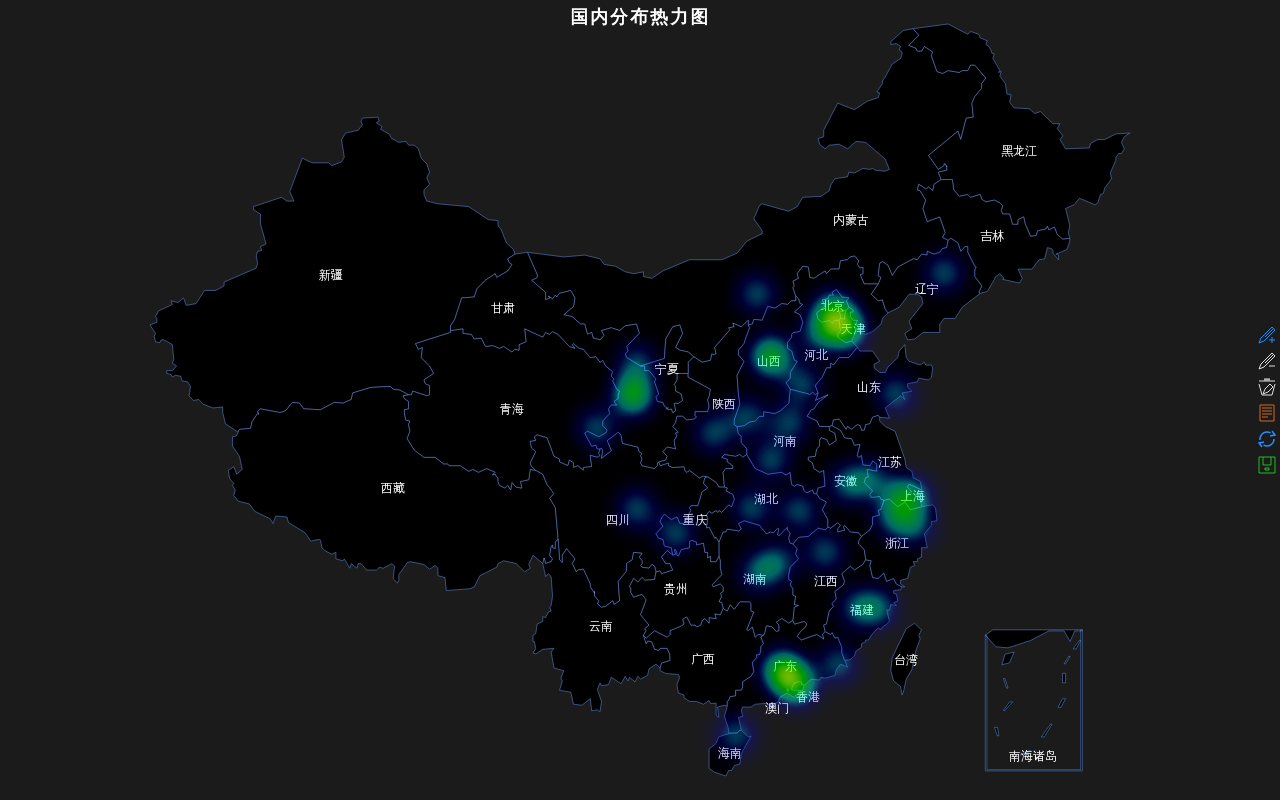 国内分布热力图
黑龙江
内蒙古
吉林
新疆
辽宁
甘肃
北京
天津
河北
山西
宁夏
山东
陕西
青海
河南
江苏
安徽
西藏
上海
湖北
四川
重庆
浙江
湖南
江西
贵州
福建
云南
广西
台湾
广东
香港
澳门
海南
南海诸岛